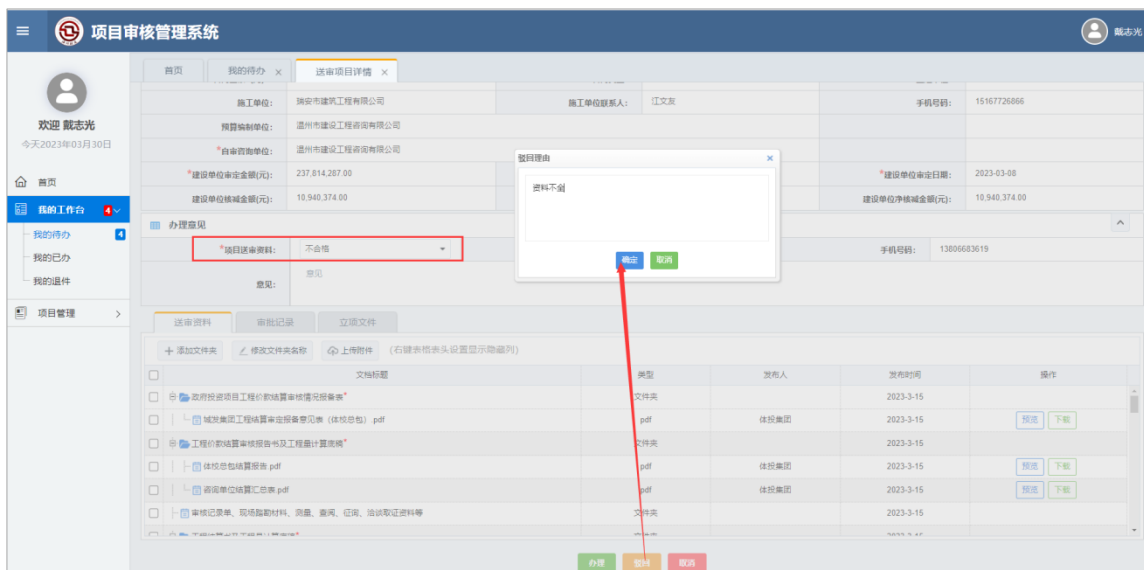 项目审核管理系统
戴志光
首页
我的待办 ×
送审项目详情 ×
欢迎 戴志光
今天2023年03月30日
首页
我的工作台 4
我的待办 4
我的已办
我的退件
项目管理
施工单位: 瑞安市建筑工程有限公司 施工单位联系人: 江文友 手机号码: 15167726866
预算编制单位: 温州市建设工程咨询有限公司
*自审咨询单位: 温州市建设工程咨询有限公司
*建设单位审定金额(元): 237,814,287.00 *建设单位审定日期: 2023-03-08
建设单位核减金额(元): 10,940,374.00 建设单位净核减金额(元): 10,940,374.00
驳回理由 ×
资料不全
确定 取消
办理意见
*项目送审资料: 不合格 手机号码: 13806683619
意见: 意见
送审资料 审批记录 立项文件
+ 添加文件夹 修改文件夹名称 上传附件 (右键表格表头设置显示隐藏列)
文档标题 类型 发布人 发布时间 操作
政府投资项目工程价款结算审核情况报备表* 文件夹 2023-3-15
城发集团工程结算审定报备意见表（体校总包）.pdf pdf 体投集团 2023-3-15 预览 下载
工程价款结算审核报告书及工程量计算底稿* 文件夹 2023-3-15
体校总包结算报告.pdf pdf 体投集团 2023-3-15 预览 下载
咨询单位结算汇总表.pdf pdf 体投集团 2023-3-15 预览 下载
审核记录单、现场踏勘材料、测量、查阅、征询、洽谈取证资料等 文件夹 2023-3-15
办理 驳回 取消